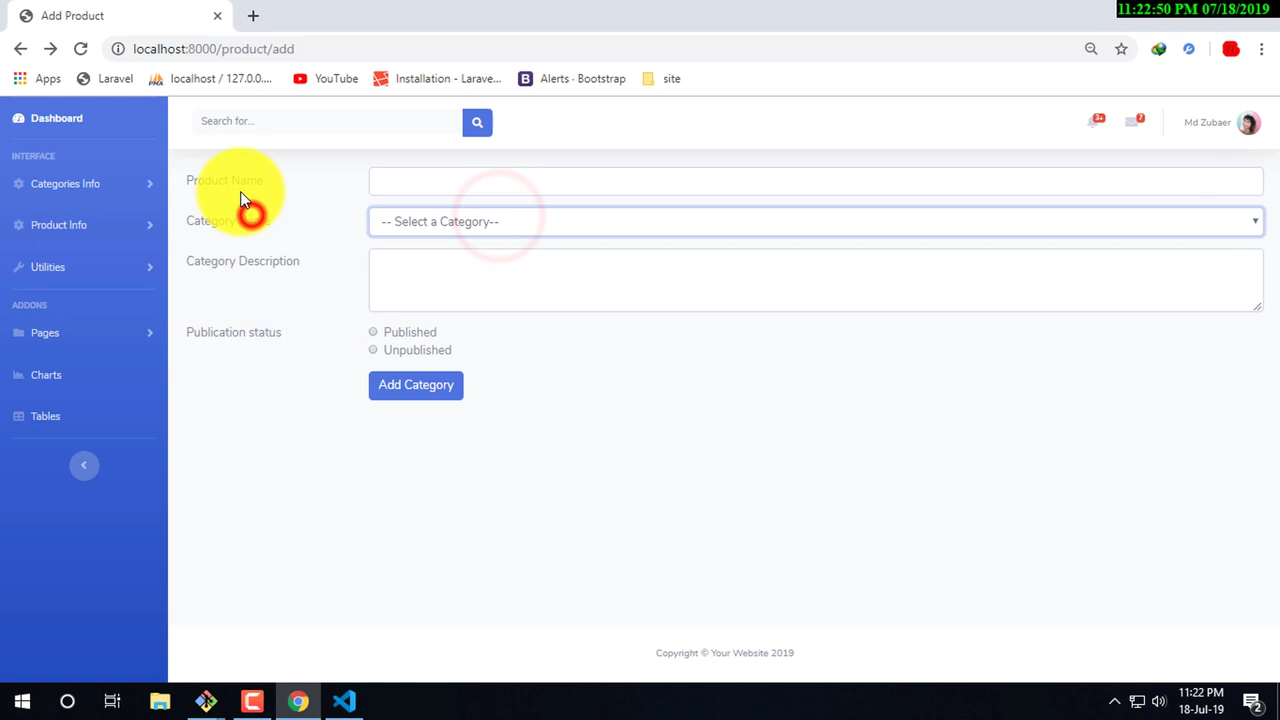 Add Product
11:22:50 PM 07/18/2019
localhost:8000/product/add
Apps Laravel localhost / 127.0.0.... YouTube Installation - Larave... Alerts · Bootstrap site
Dashboard
Search for...
3+ 7 Md Zubaer
INTERFACE
Categories Info
Product Info
Utilities
ADDONS
Pages
Charts
Tables
Product Name
Category
-- Select a Category--
Category Description
Publication status
Published
Unpublished
Add Category
Copyright © Your Website 2019
11:22 PM
18-Jul-19
2